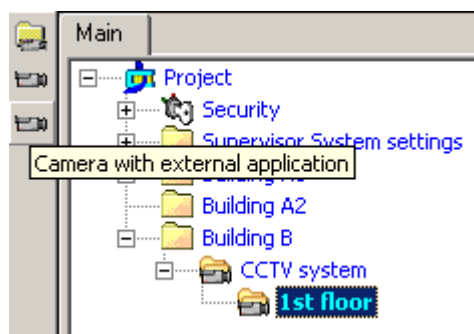 Main
Project
Security
Supervisor System settings
Camera with external application
Building A2
Building B
CCTV system
1st floor